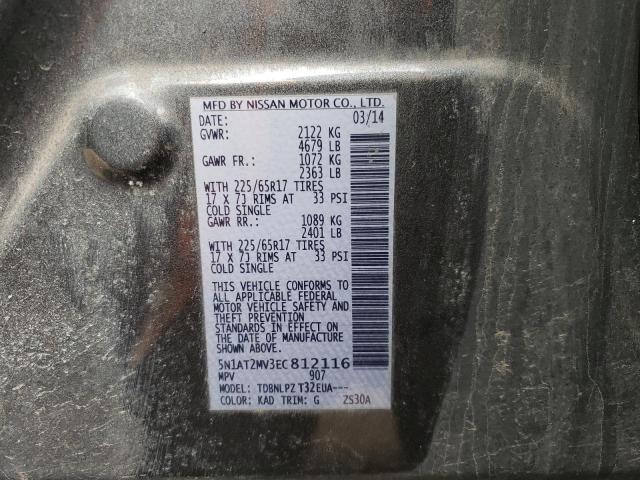 MFD BY NISSAN MOTOR CO., LTD.
DATE: 03/14
GVWR: 2122 KG
4679 LB
GAWR FR.: 1072 KG
2363 LB
WITH 225/65R17 TIRES
17 X 7J RIMS AT 33 PSI
COLD SINGLE
GAWR RR.: 1089 KG
2401 LB
WITH 225/65R17 TIRES
17 X 7J RIMS AT 33 PSI
COLD SINGLE
THIS VEHICLE CONFORMS TO
ALL APPLICABLE FEDERAL
MOTOR VEHICLE SAFETY AND
THEFT PREVENTION
STANDARDS IN EFFECT ON
THE DATE OF MANUFACTURE
SHOWN ABOVE.
5N1AT2MV3EC812116
MPV 907
MODEL: TDBNLPZ T32EUA---
COLOR: KAD TRIM: G ZS30A